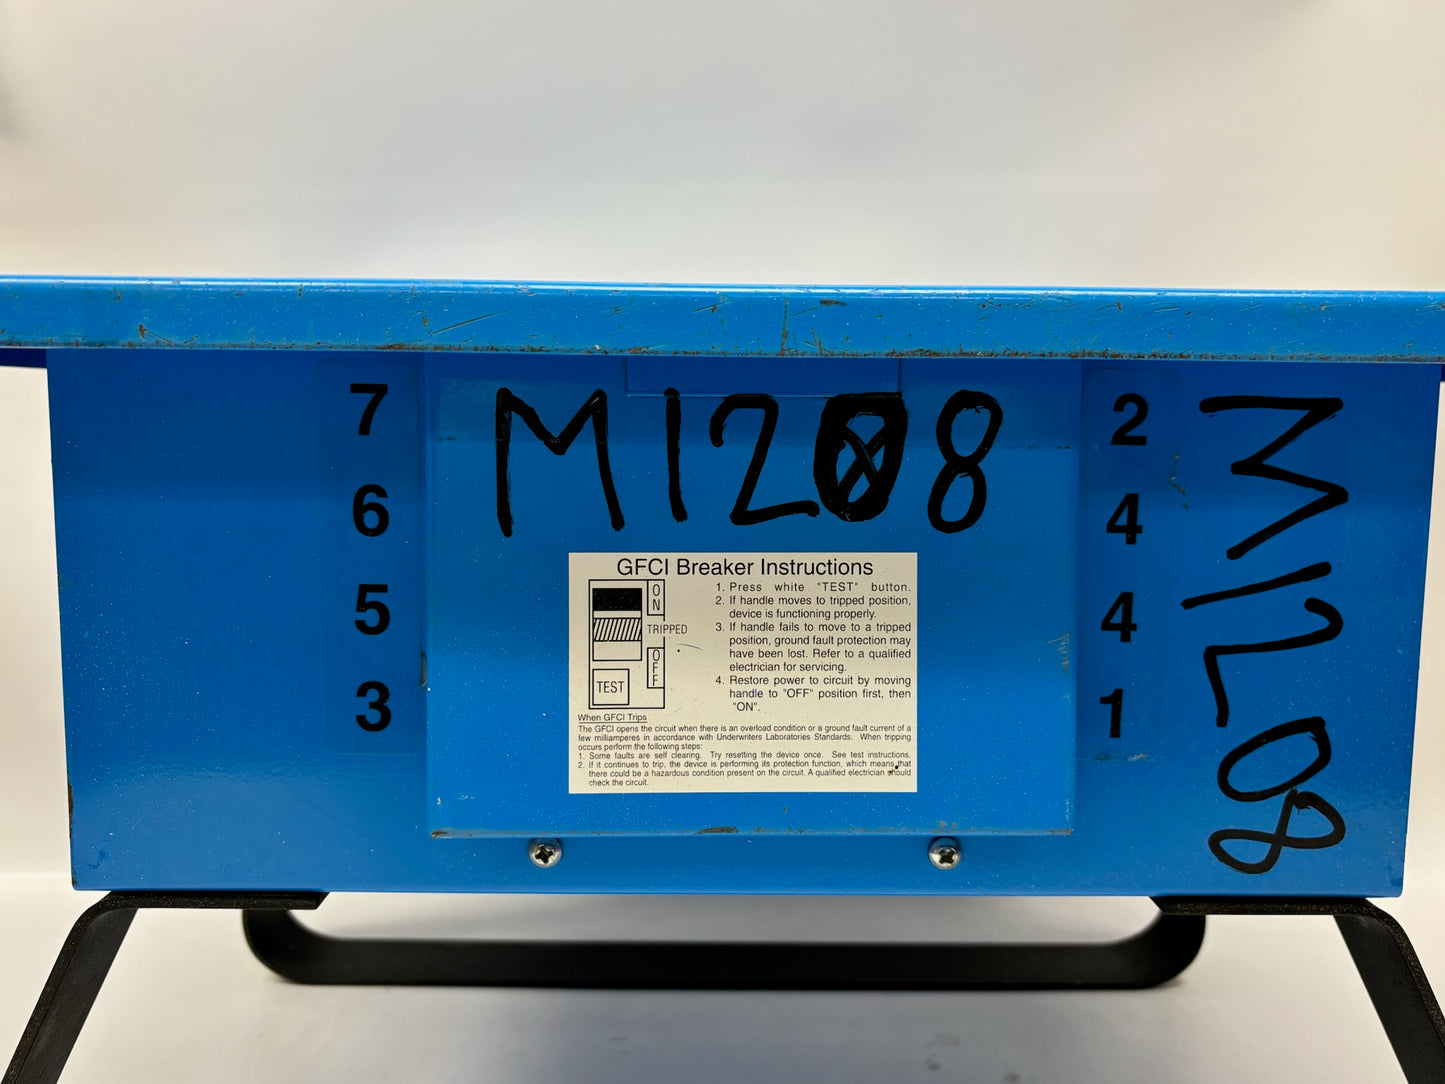 7
6
5
3
M1208
GFCI Breaker Instructions
ON
TRIPPED
OFF
TEST
1. Press white "TEST" button.
2. If handle moves to tripped position,
device is functioning properly.
3. If handle fails to move to a tripped
position, ground fault protection may
have been lost. Refer to a qualified
electrician for servicing.
4. Restore power to circuit by moving
handle to "OFF" position first, then
"ON".
When GFCI Trips
The GFCI opens the circuit when there is an overload condition or a ground fault current of a
few milliamperes in accordance with Underwriters Laboratories Standards. When tripping
occurs perform the following steps:
1. Some faults are self clearing. Try resetting the device once. See test instructions.
2. If it continues to trip, the device is performing its protection function, which means that
there could be a hazardous condition present on the circuit. A qualified electrician should
check the circuit.
2
4
4
1
M1208